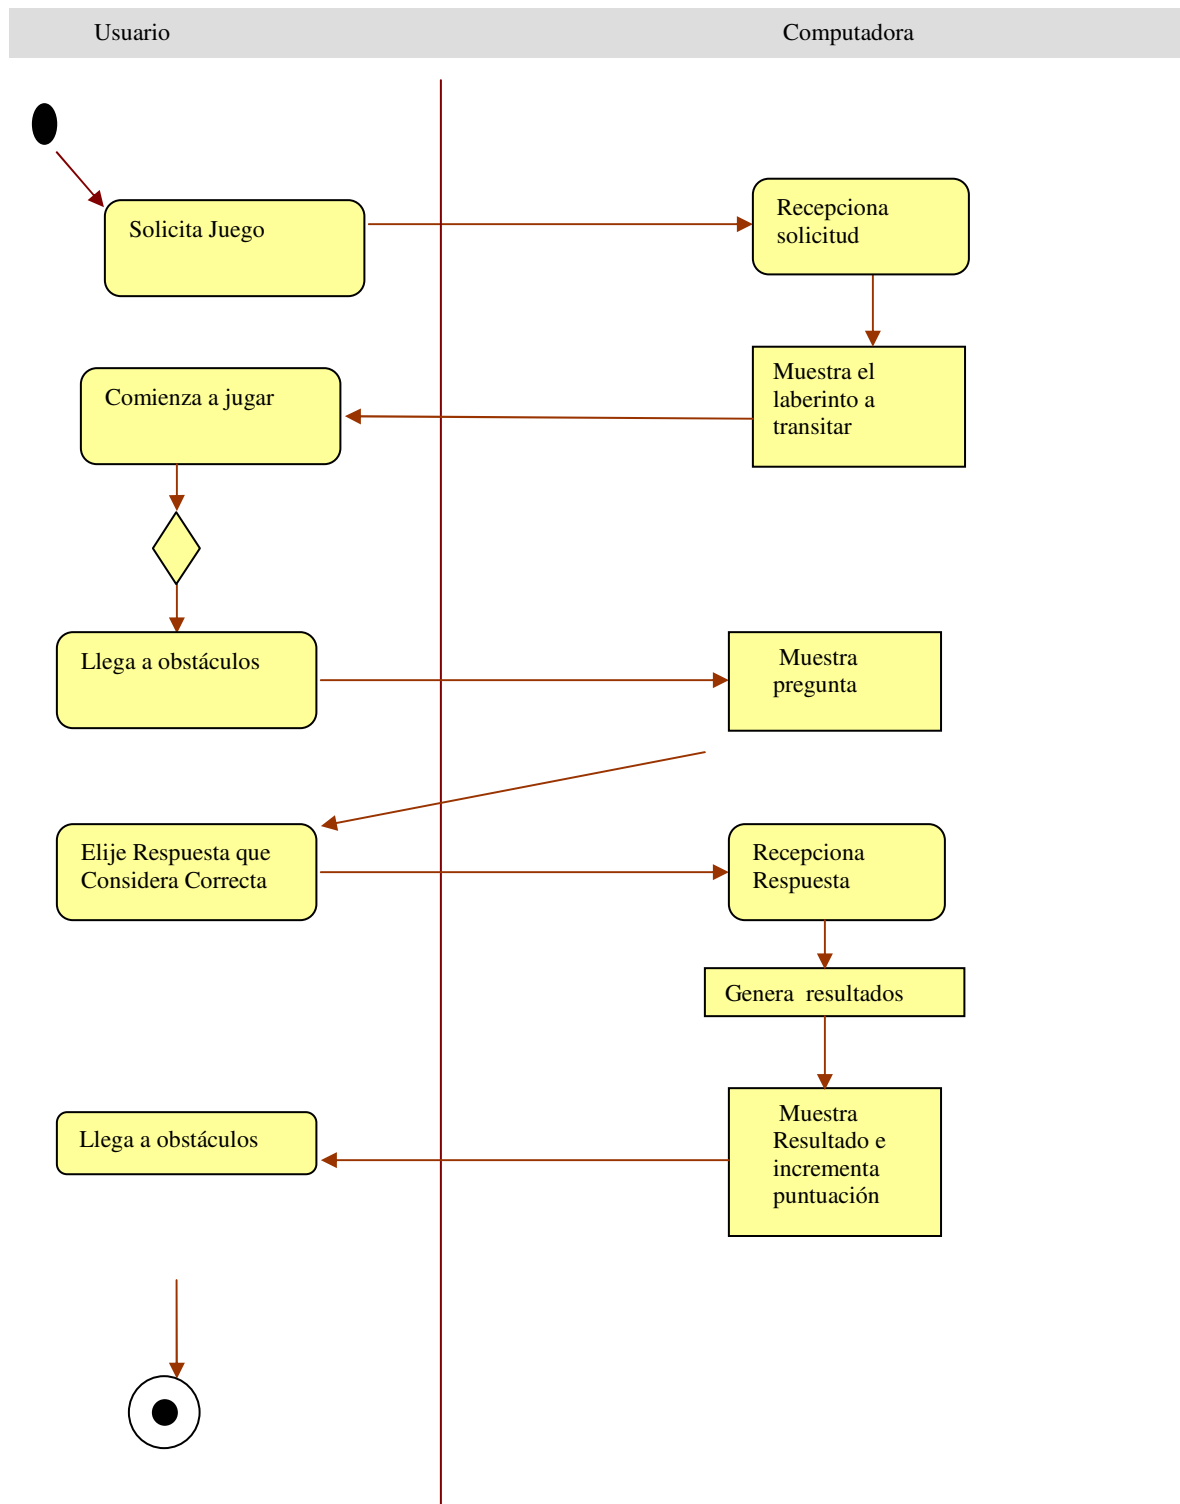 Usuario
Computadora
Solicita Juego
Recepciona
solicitud
Muestra el
laberinto a
transitar
Comienza a jugar
Llega a obstáculos
Muestra
pregunta
Elije Respuesta que
Considera Correcta
Recepciona
Respuesta
Genera resultados
Muestra
Resultado e
incrementa
puntuación
Llega a obstáculos